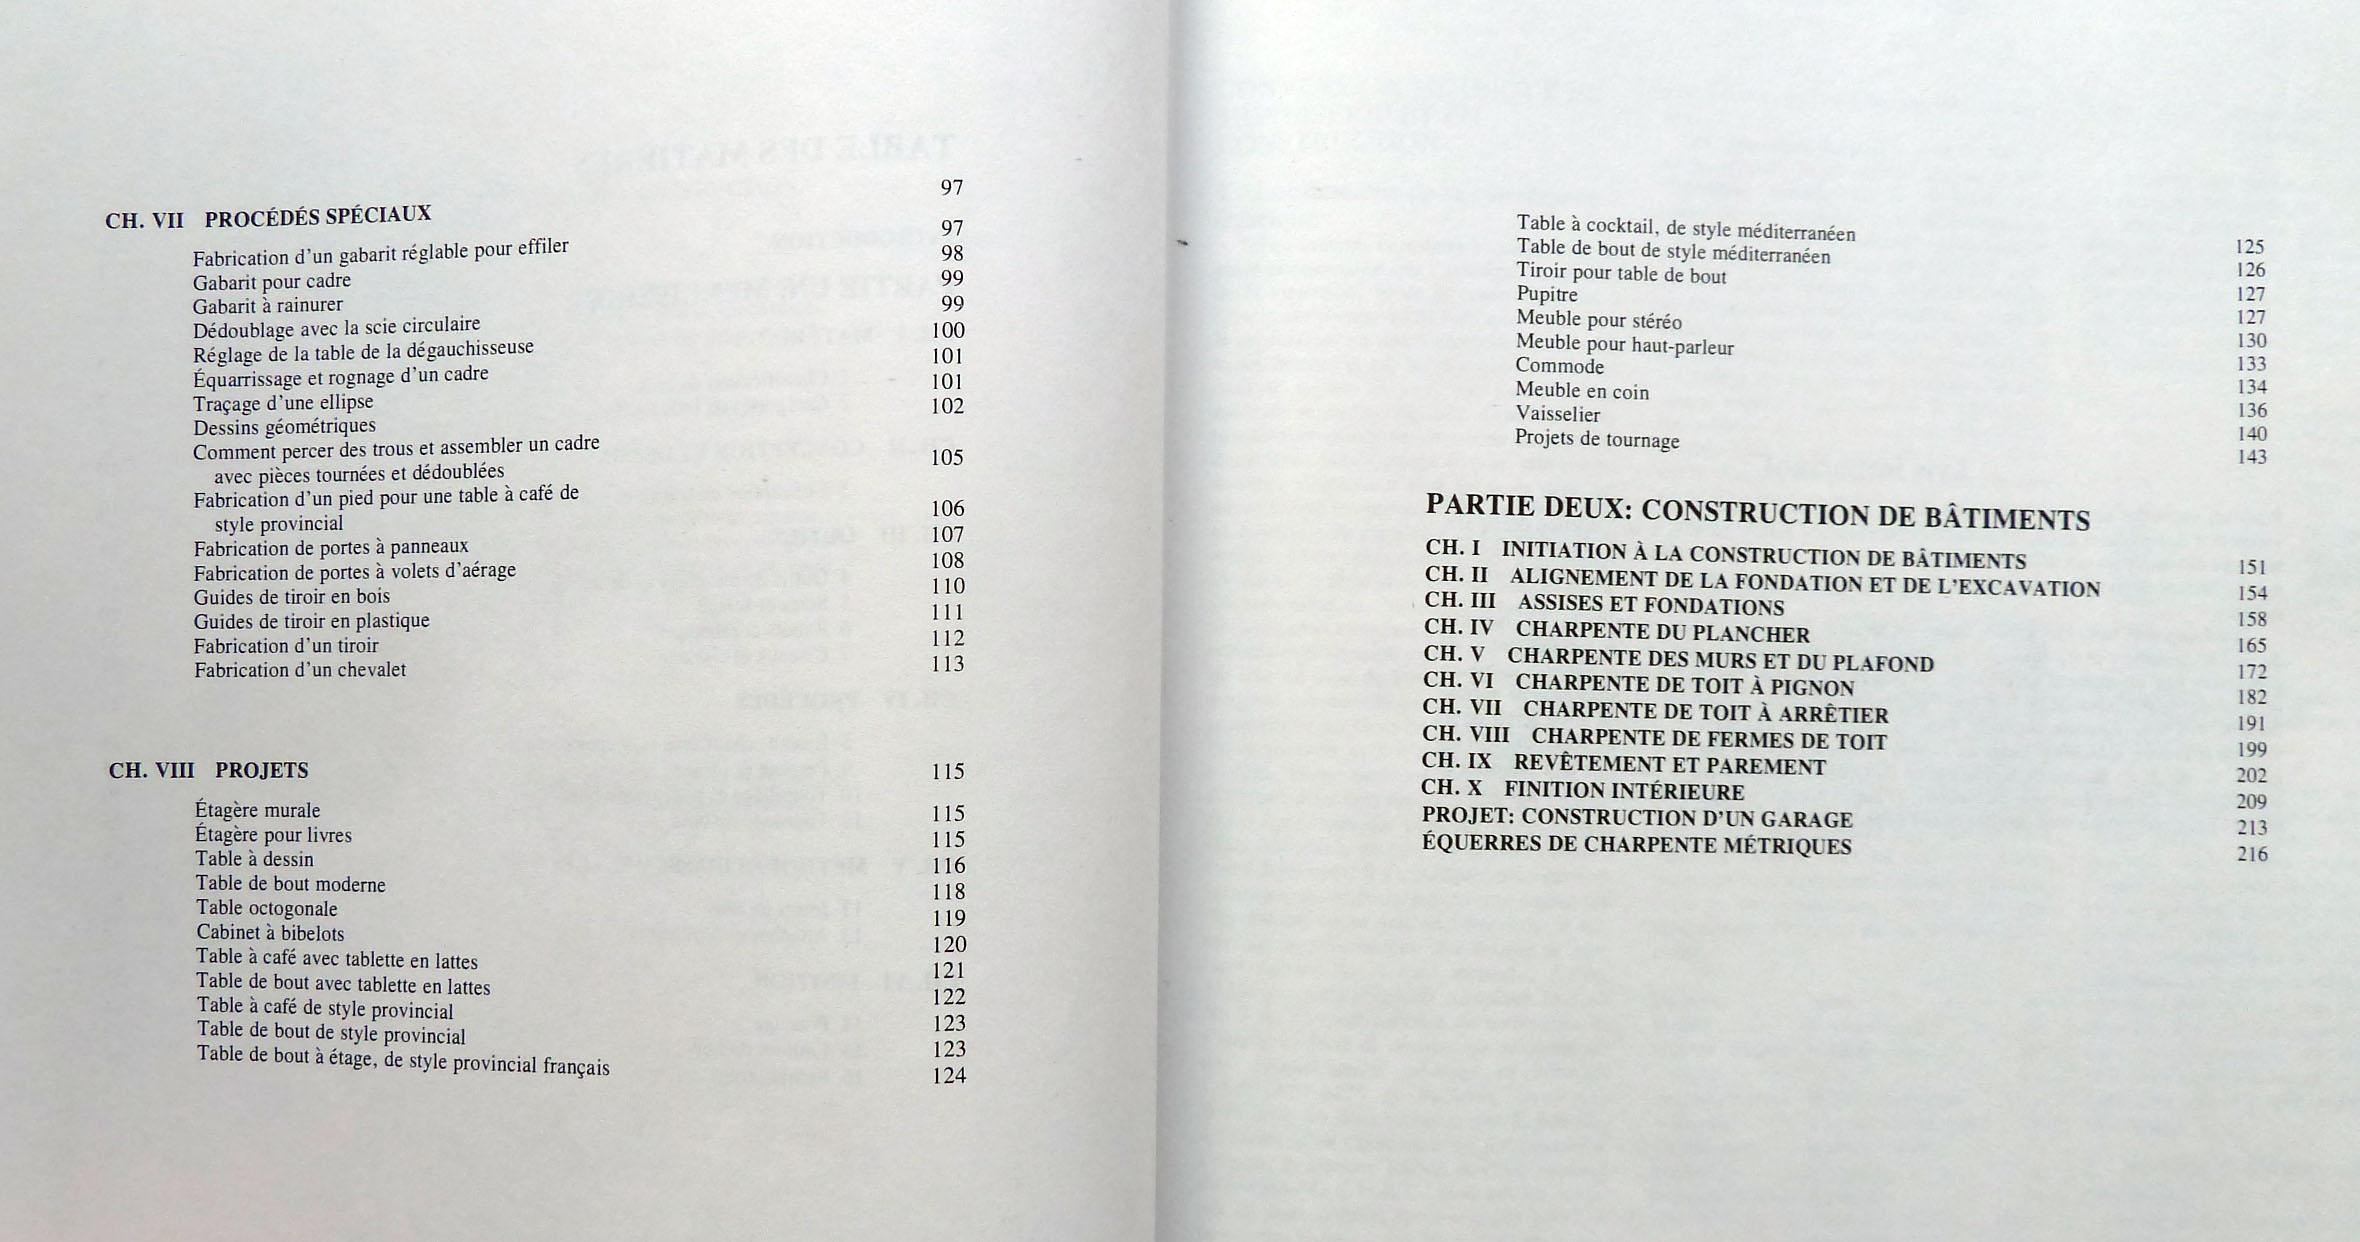 CH. VII PROCÉDÉS SPÉCIAUX 97
Fabrication d'un gabarit réglable pour effiler 97
Gabarit pour cadre 98
Gabarit à rainurer 99
Dédoublage avec la scie circulaire 99
Réglage de la table de la dégauchisseuse 100
Équarrissage et rognage d'un cadre 101
Traçage d'une ellipse 101
Dessins géométriques 102
Comment percer des trous et assembler un cadre
avec pièces tournées et dédoublées 105
Fabrication d'un pied pour une table à café de
style provincial 106
Fabrication de portes à panneaux 107
Fabrication de portes à volets d'aérage 108
Guides de tiroir en bois 110
Guides de tiroir en plastique 111
Fabrication d'un tiroir 112
Fabrication d'un chevalet 113
CH. VIII PROJETS 115
Étagère murale 115
Étagère pour livres 115
Table à dessin 116
Table de bout moderne 118
Table octogonale 119
Cabinet à bibelots 120
Table à café avec tablette en lattes 121
Table de bout avec tablette en lattes 122
Table à café de style provincial 123
Table de bout de style provincial 123
Table de bout à étage, de style provincial français 124
Table à cocktail, de style méditerranéen 125
Table de bout de style méditerranéen 126
Tiroir pour table de bout 127
Pupitre 127
Meuble pour stéréo 130
Meuble pour haut-parleur 133
Commode 134
Meuble en coin 136
Vaisselier 140
Projets de tournage 143
PARTIE DEUX: CONSTRUCTION DE BÂTIMENTS
CH. I INITIATION À LA CONSTRUCTION DE BÂTIMENTS 151
CH. II ALIGNEMENT DE LA FONDATION ET DE L'EXCAVATION 154
CH. III ASSISES ET FONDATIONS 158
CH. IV CHARPENTE DU PLANCHER 165
CH. V CHARPENTE DES MURS ET DU PLAFOND 172
CH. VI CHARPENTE DE TOIT À PIGNON 182
CH. VII CHARPENTE DE TOIT À ARRÊTIER 191
CH. VIII CHARPENTE DE FERMES DE TOIT 199
CH. IX REVÊTEMENT ET PAREMENT 202
CH. X FINITION INTÉRIEURE 209
PROJET: CONSTRUCTION D'UN GARAGE 213
ÉQUERRES DE CHARPENTE MÉTRIQUES 216